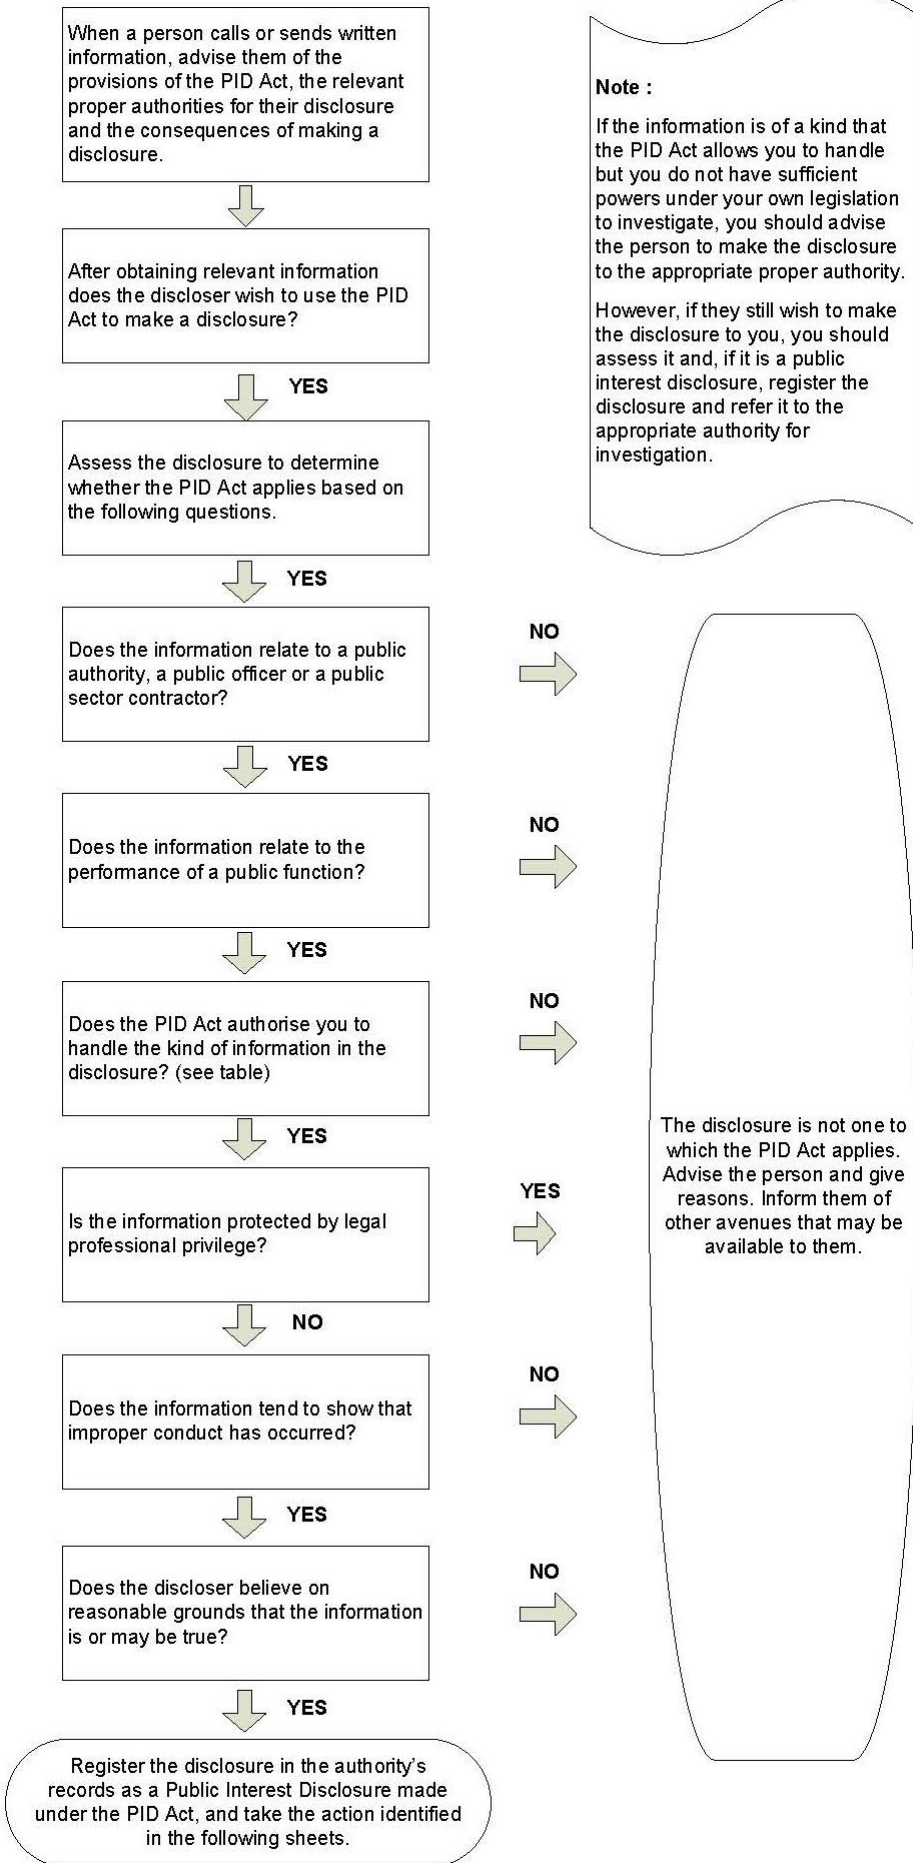 When a person calls or sends written
information, advise them of the
provisions of the PID Act, the relevant
proper authorities for their disclosure
and the consequences of making a
disclosure.
After obtaining relevant information
does the discloser wish to use the PID
Act to make a disclosure?
YES
Assess the disclosure to determine
whether the PID Act applies based on
the following questions.
YES
Does the information relate to a public
authority, a public officer or a public
sector contractor?
NO
YES
Does the information relate to the
performance of a public function?
NO
YES
Does the PID Act authorise you to
handle the kind of information in the
disclosure? (see table)
NO
YES
Is the information protected by legal
professional privilege?
YES
NO
Does the information tend to show that
improper conduct has occurred?
NO
YES
Does the discloser believe on
reasonable grounds that the information
is or may be true?
NO
YES
Register the disclosure in the authority's
records as a Public Interest Disclosure made
under the PID Act, and take the action identified
in the following sheets.
Note :
If the information is of a kind that
the PID Act allows you to handle
but you do not have sufficient
powers under your own legislation
to investigate, you should advise
the person to make the disclosure
to the appropriate proper authority.
However, if they still wish to make
the disclosure to you, you should
assess it and, if it is a public
interest disclosure, register the
disclosure and refer it to the
appropriate authority for
investigation.
The disclosure is not one to
which the PID Act applies.
Advise the person and give
reasons. Inform them of
other avenues that may be
available to them.